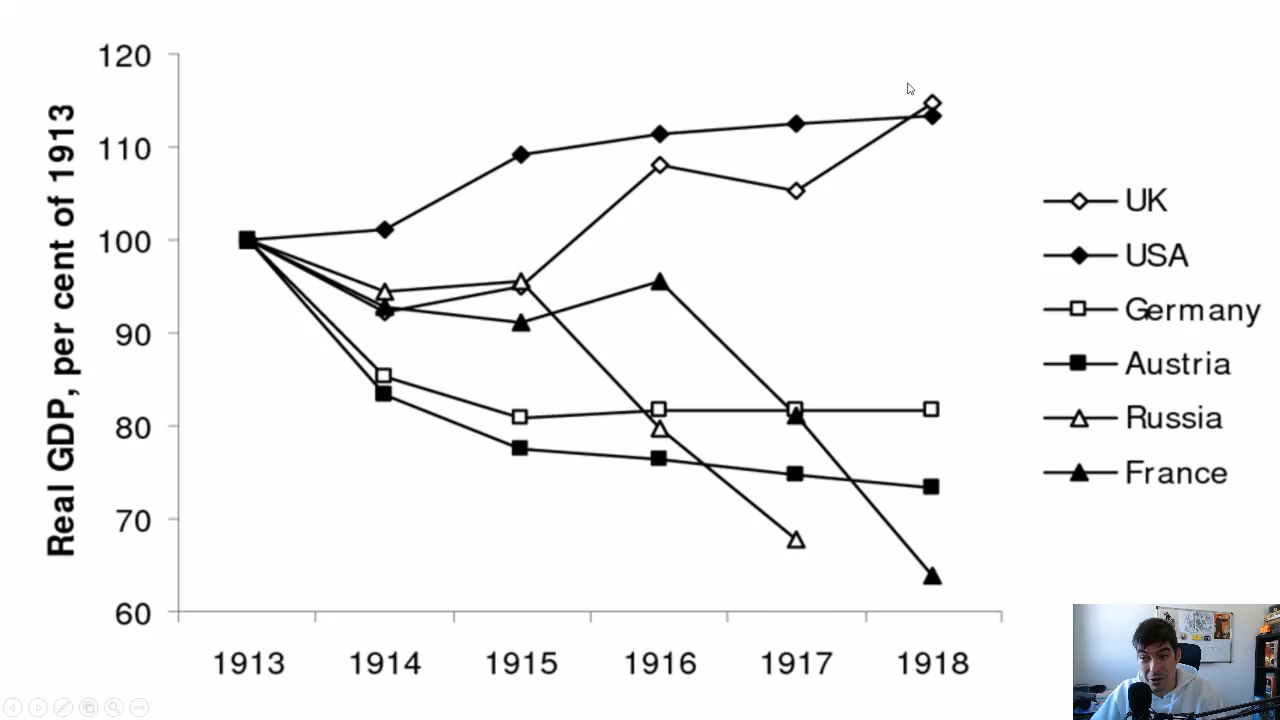 Real GDP, per cent of 1913
120
110
100
90
80
70
60
1913 1914 1915 1916 1917 1918
UK
USA
Germany
Austria
Russia
France